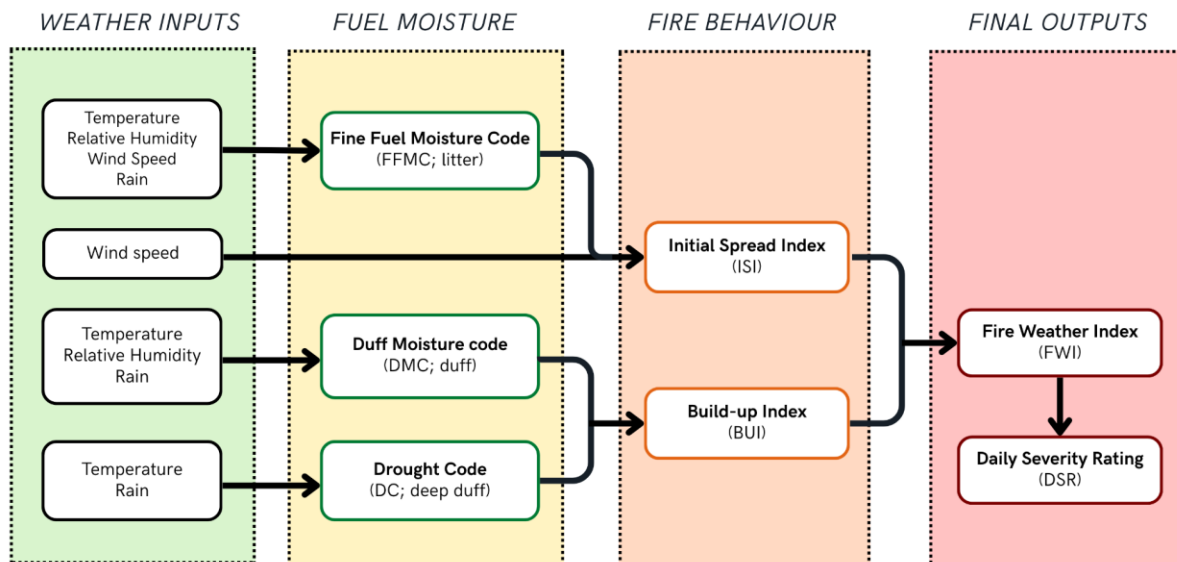 WEATHER INPUTS
FUEL MOISTURE
FIRE BEHAVIOUR
FINAL OUTPUTS
Temperature
Relative Humidity
Wind Speed
Rain
Fine Fuel Moisture Code
(FFMC; litter)
Wind speed
Initial Spread Index
(ISI)
Temperature
Relative Humidity
Rain
Duff Moisture code
(DMC; duff)
Fire Weather Index
(FWI)
Build-up Index
(BUI)
Temperature
Rain
Drought Code
(DC; deep duff)
Daily Severity Rating
(DSR)